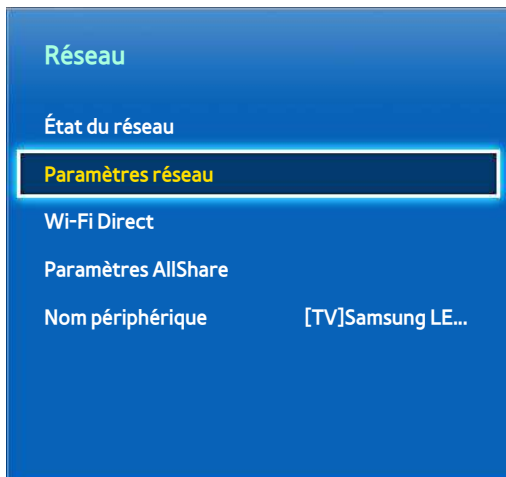 Réseau
État du réseau
Paramètres réseau
Wi-Fi Direct
Paramètres AllShare
Nom périphérique [TV]Samsung LE...